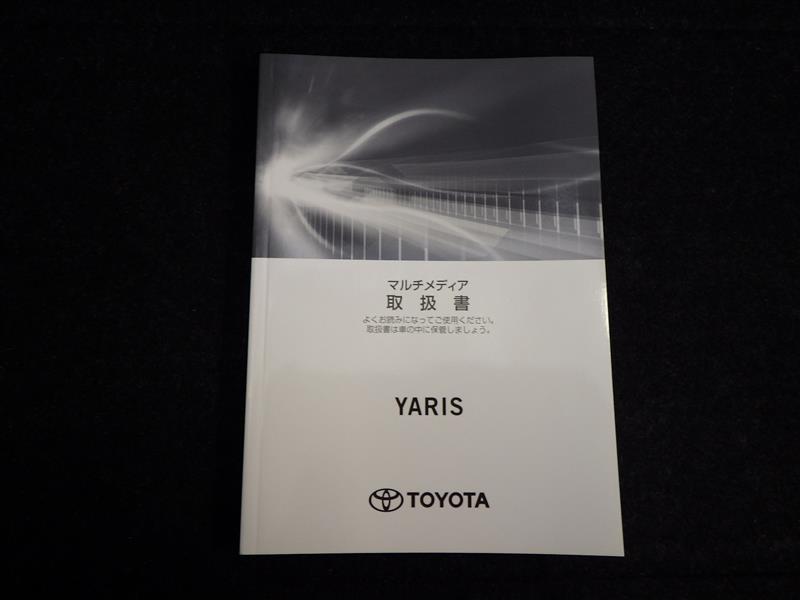 マルチメディア
取扱書
よくお読みになってご使用ください。
取扱書は車の中に保管しましょう。
YARIS
TOYOTA